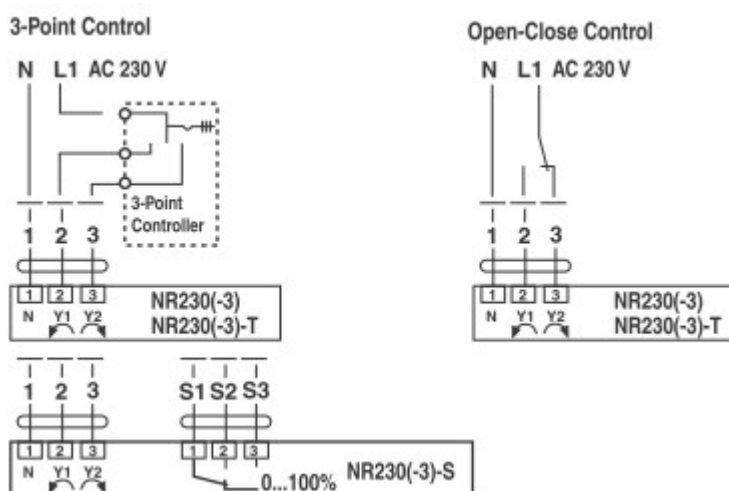 3-Point Control
N L1 AC 230 V
3-Point
Controller
1 2 3
1 2 3
N Y1 Y2
NR230(-3)
NR230(-3)-T
1 2 3
S1 S2 S3
1 2 3
N Y1 Y2
1 2 3
0...100%
NR230(-3)-S
Open-Close Control
N L1 AC 230 V
1 2 3
1 2 3
N Y1 Y2
NR230(-3)
NR230(-3)-T